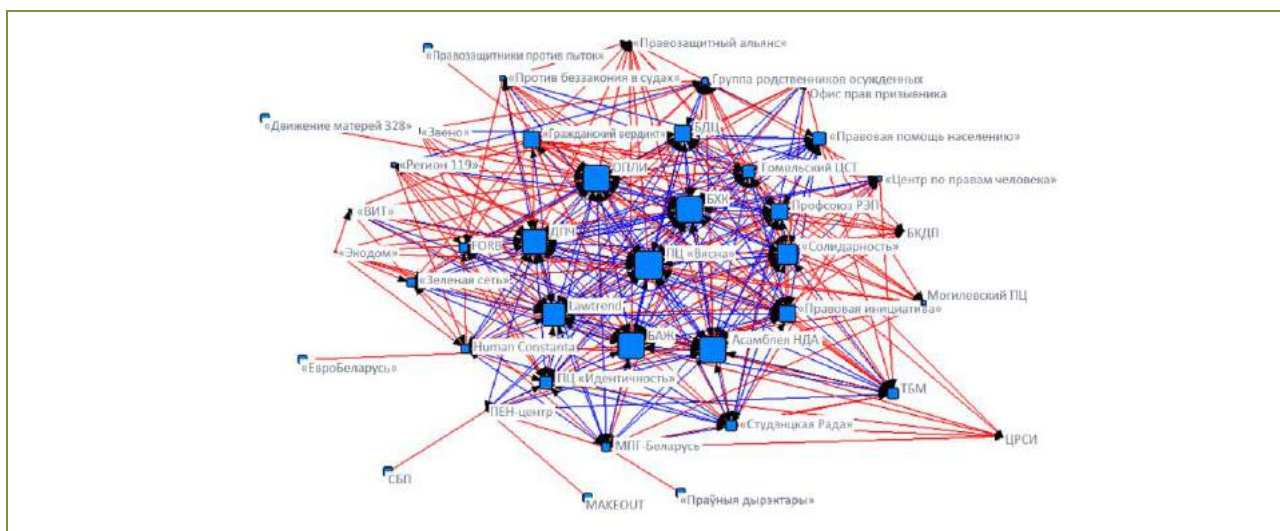 «Правозащитный альянс»
«Правозащитники против пыток»
«Против беззакония в судах»
Группа родственников осужденных
Офис прав призывника
«Движение матерей 328»
«Звено»
«Гражданский вердикт»
БДЦ
«Правовая помощь населению»
«Регион 119»
ОПЛИ
Гомельский ЦСТ
«Центр по правам человека»
«ВИТ»
БХК
Профсоюз РЭП
БКДП
«Экодом»
FORB
ДПЧ
ПЦ «Вясна»
«Солидарность»
«Зеленая сеть»
Lawtrend
«Правовая инициатива»
Могилевский ПЦ
Human Constanta
БАЖ
Асамблея НДА
«ЕвроБеларусь»
ПЦ «Идентичность»
ТБМ
ПЕН-центр
«Студэнцкая Рада»
МПГ-Беларусь
ЦРСИ
СБП
MAKEOUT
«Праўныя дырэктары»